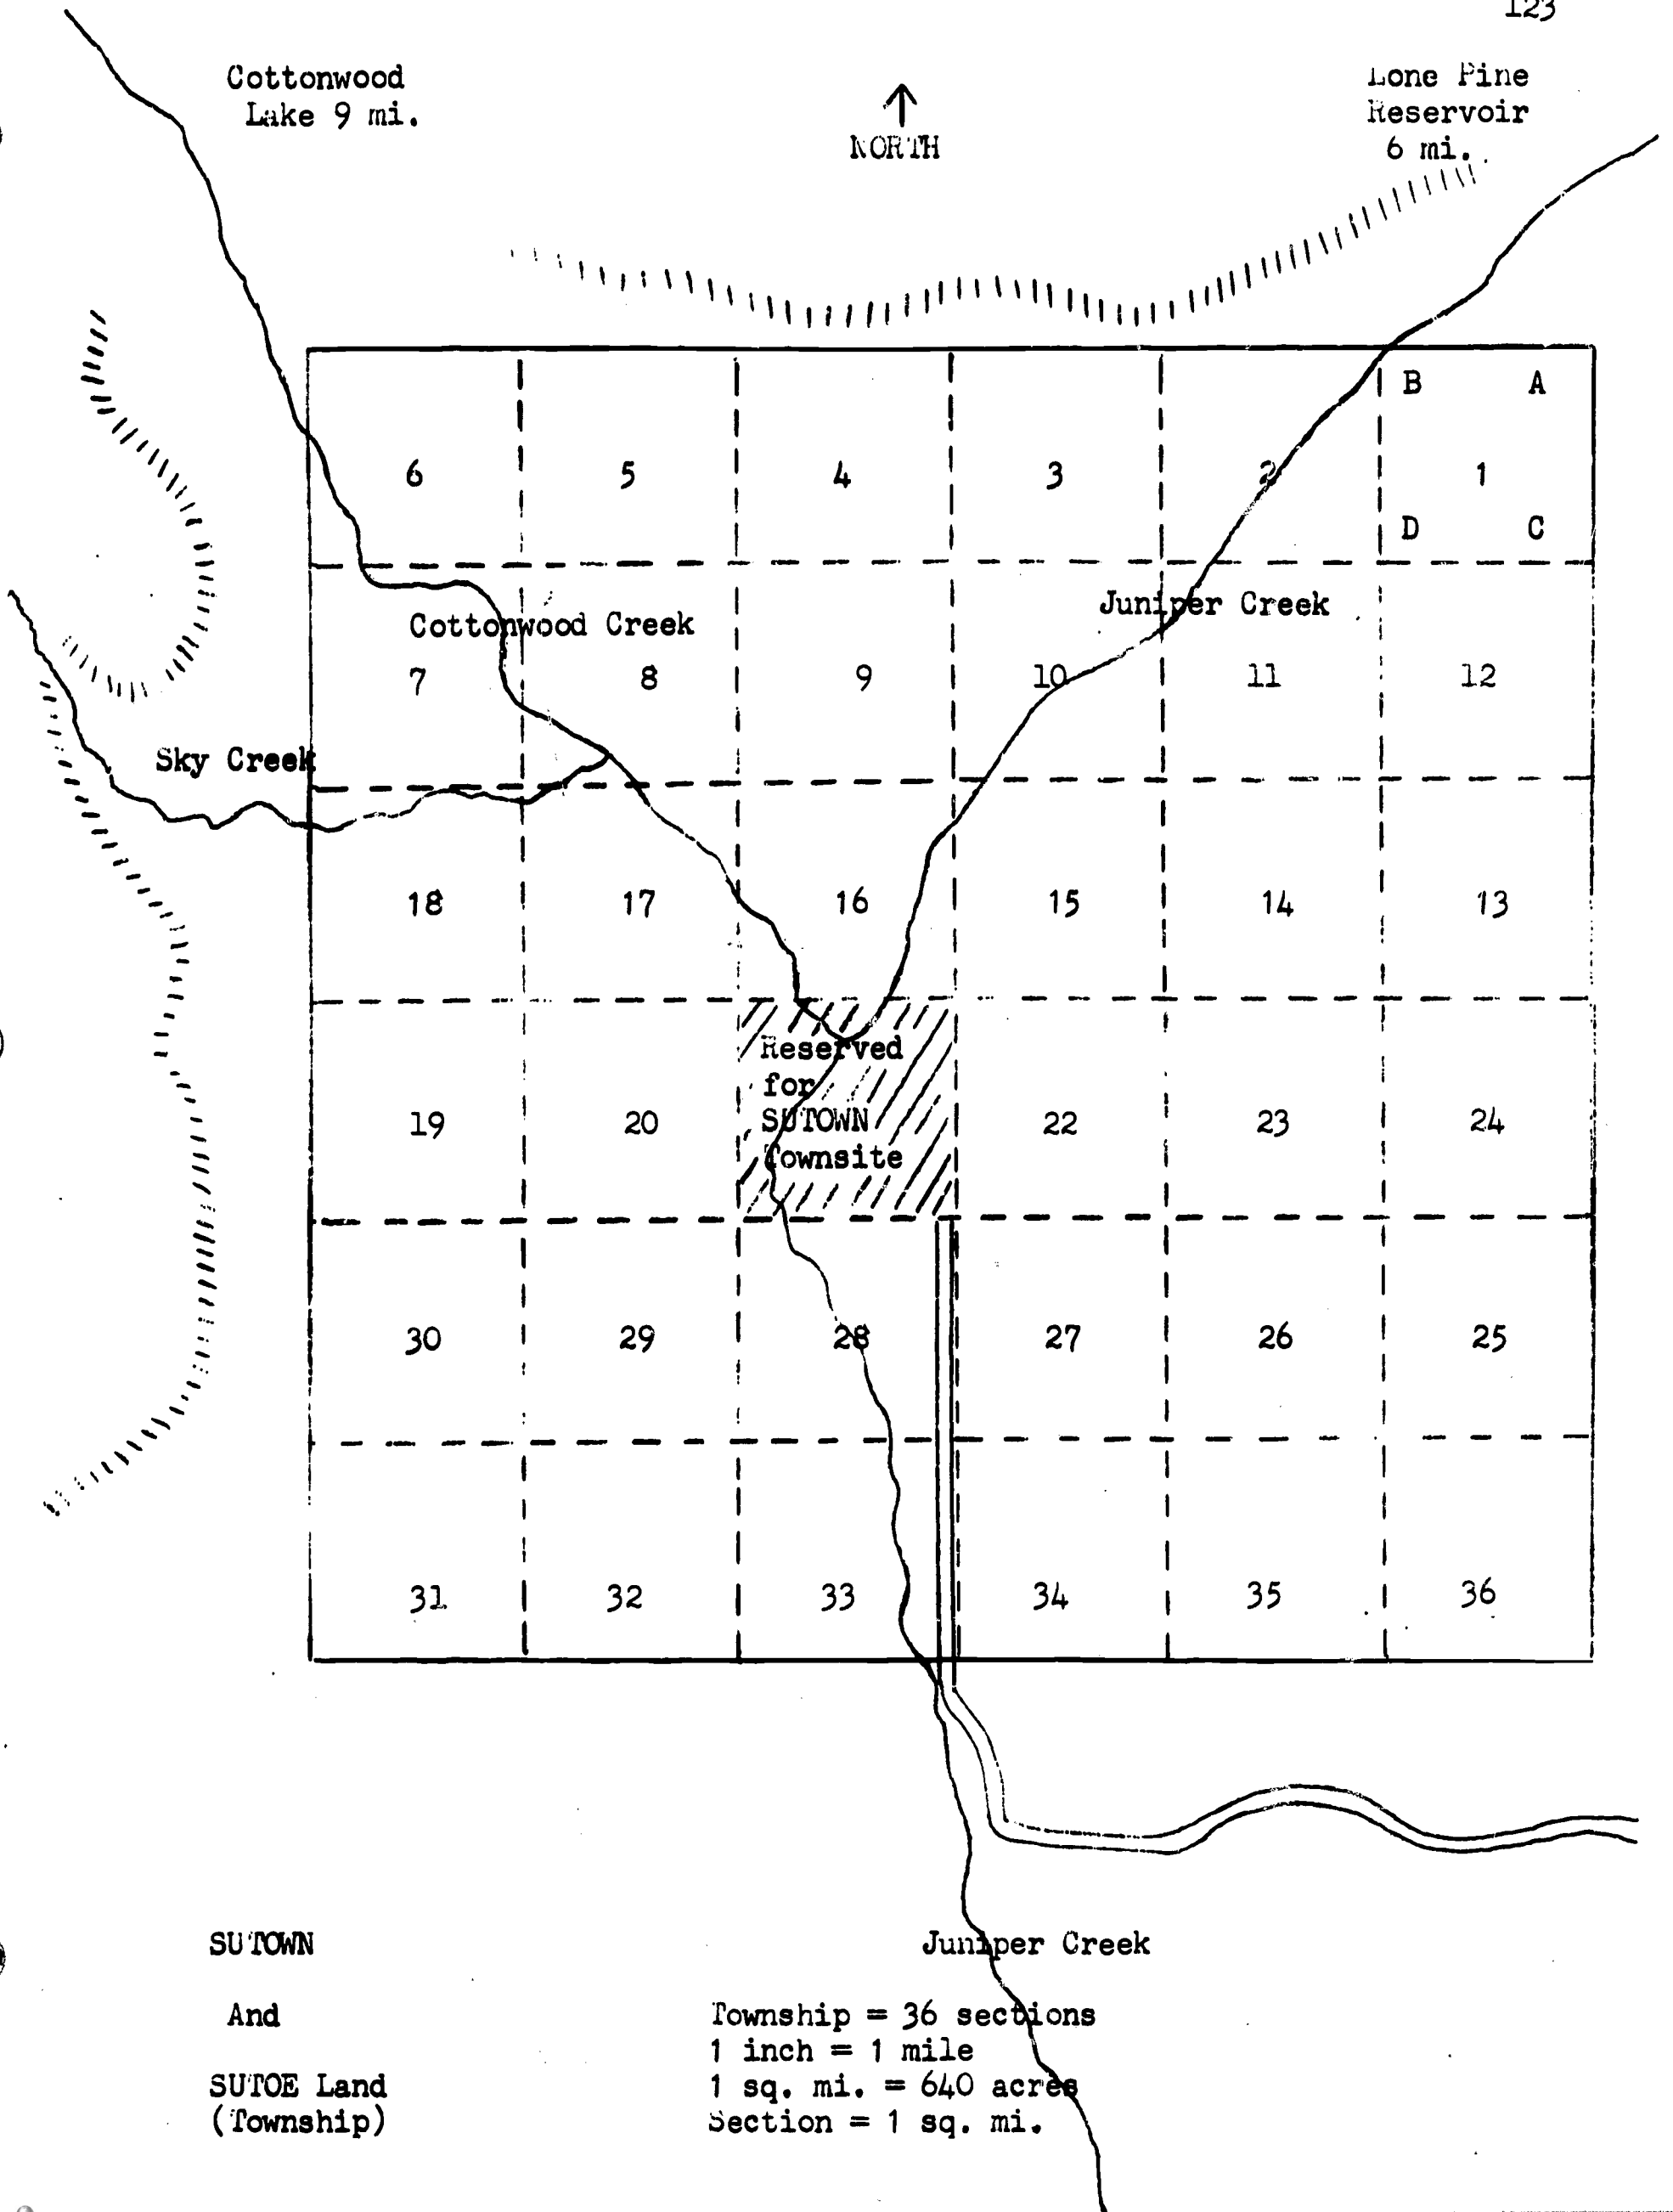 123
Cottonwood
Lake 9 mi.
NORTH
Lone Pine
Reservoir
6 mi.
B A
6 5 4 3 2 1
D C
Cottonwood Creek
Juniper Creek
7 8 9 10 11 12
Sky Creek
18 17 16 15 14 13
Reserved
for
SUTOWN
Townsite
19 20 22 23 24
30 29 28 27 26 25
31 32 33 34 35 36
SUTOWN
And
SUTOE Land
(Township)
Juniper Creek
Township = 36 sections
1 inch = 1 mile
1 sq. mi. = 640 acres
Section = 1 sq. mi.